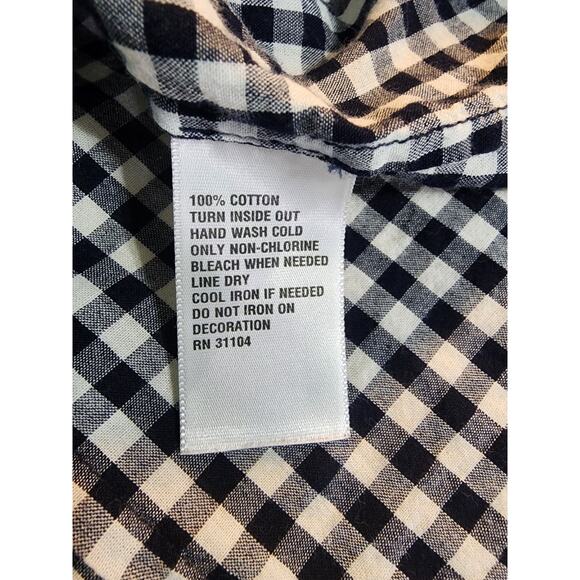 100% COTTON
TURN INSIDE OUT
HAND WASH COLD
ONLY NON-CHLORINE
BLEACH WHEN NEEDED
LINE DRY
COOL IRON IF NEEDED
DO NOT IRON ON
DECORATION
RN 31104